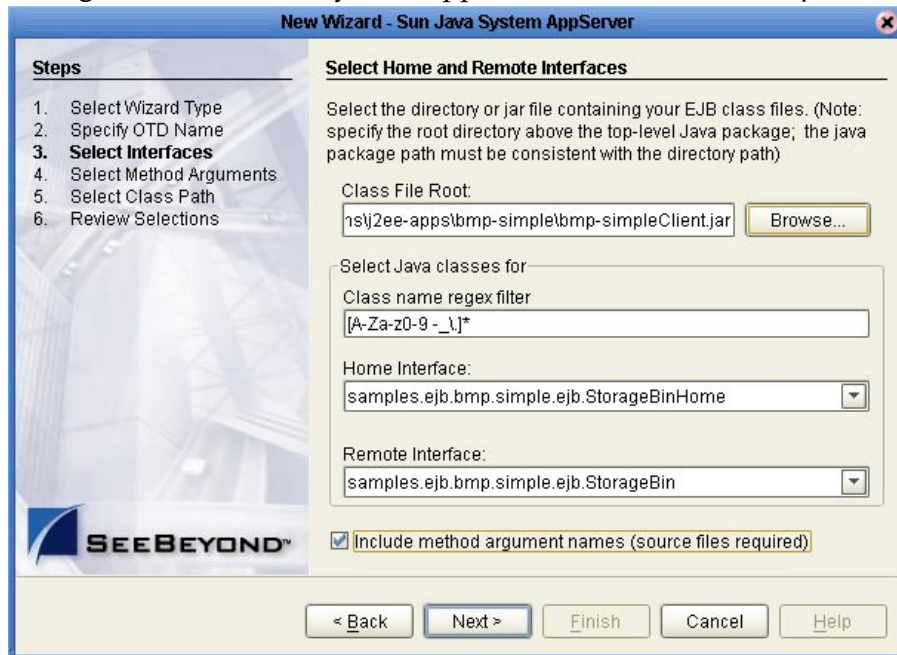 New Wizard - Sun Java System AppServer
Steps
1. Select Wizard Type
2. Specify OTD Name
3. Select Interfaces
4. Select Method Arguments
5. Select Class Path
6. Review Selections
SEEBEYOND™
Select Home and Remote Interfaces
Select the directory or jar file containing your EJB class files. (Note:
specify the root directory above the top-level Java package; the java
package path must be consistent with the directory path)
Class File Root:
ns\j2ee-apps\bmp-simple\bmp-simpleClient.jar Browse...
Select Java classes for
Class name regex filter
[A-Za-z0-9 -_\.]*
Home Interface:
samples.ejb.bmp.simple.ejb.StorageBinHome
Remote Interface:
samples.ejb.bmp.simple.ejb.StorageBin
Include method argument names (source files required)
< Back Next > Finish Cancel Help